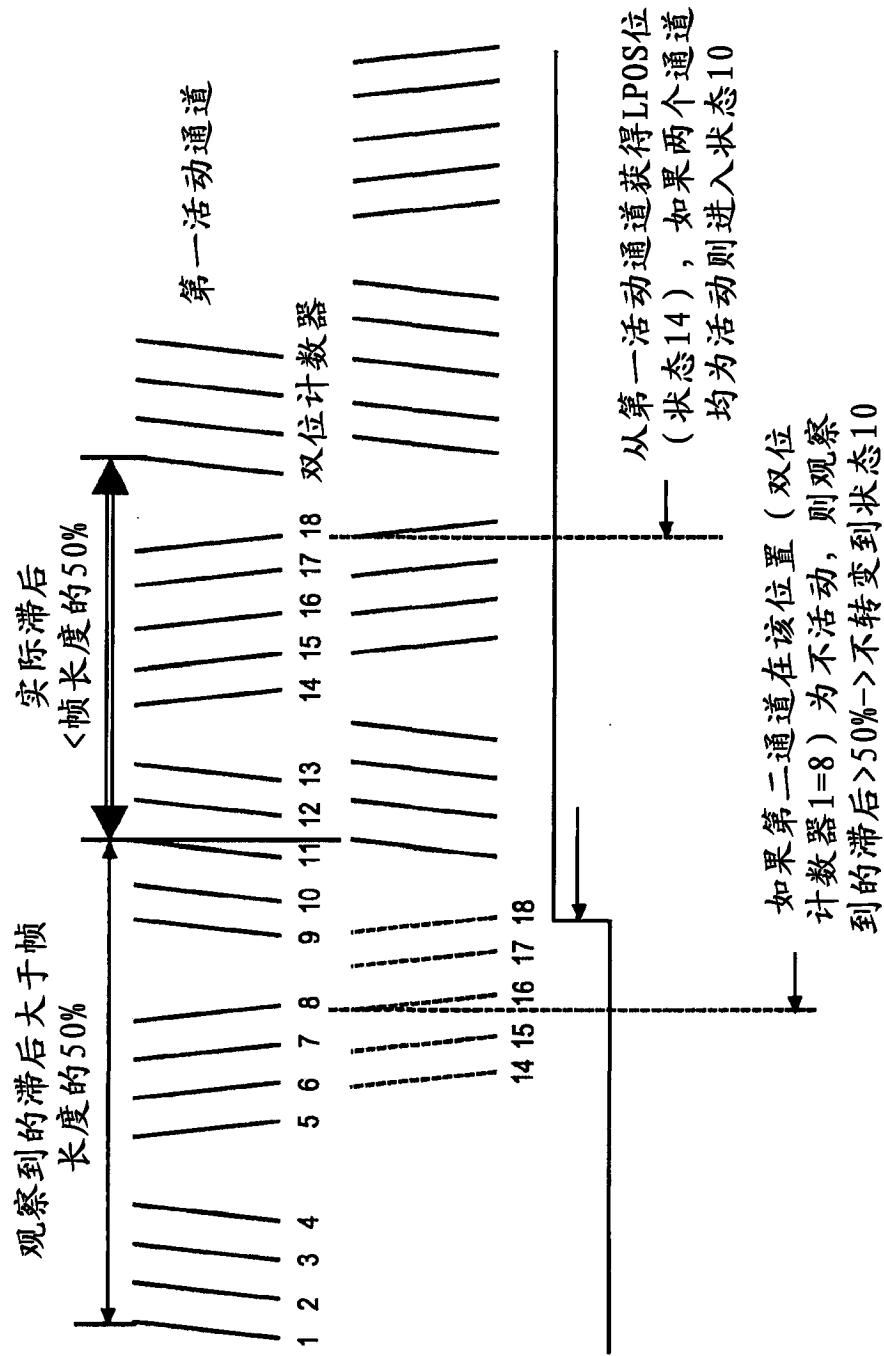 观察到的滞后大于帧
长度的50%
实际滞后
<帧长度的50%
第一活动通道
1 2 3 4 5 6 7 8 9 10 11 12 13 14 15 16 17 18 双位计数器
14 15 16 17 18
从第一活动通道获得LPOS位
(状态14), 如果两个通道
均为活动则进入状态10
如果第二通道在该位置 (双位
计数器1=8) 为不活动, 则观察
到的滞后>50%->不转变到状态10